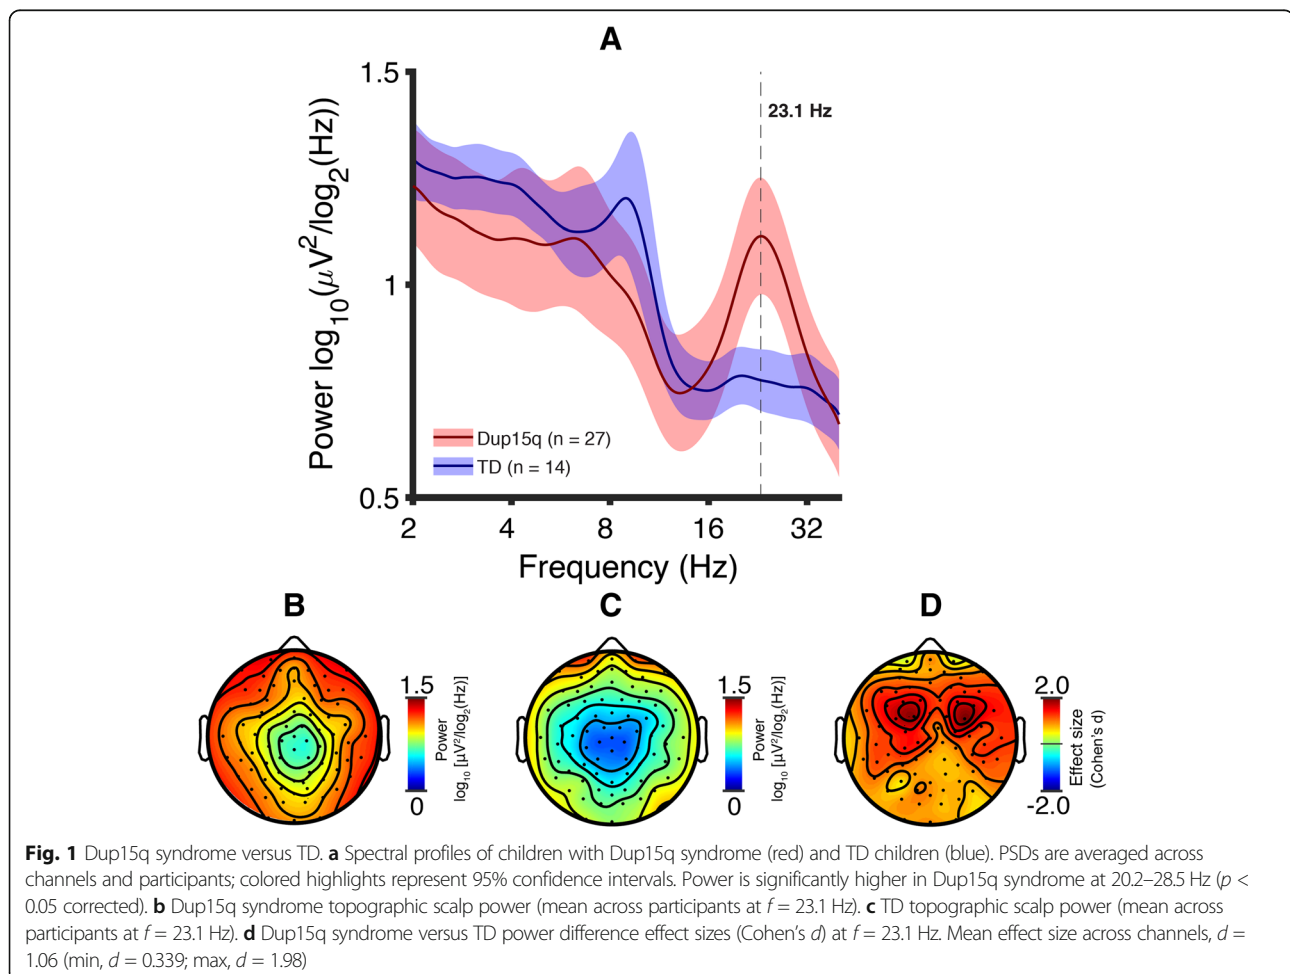 A
1.5
23.1 Hz
Power log10(μV²/log2(Hz))
1
Dup15q (n = 27)
TD (n = 14)
0.5
2 4 8 16 32
Frequency (Hz)
B C D
1.5
Power
log10 [μV²/log2(Hz)]
0
1.5
Power
log10 [μV²/log2(Hz)]
0
2.0
Effect size
(Cohen's d)
-2.0
Fig. 1 Dup15q syndrome versus TD. a Spectral profiles of children with Dup15q syndrome (red) and TD children (blue). PSDs are averaged across
channels and participants; colored highlights represent 95% confidence intervals. Power is significantly higher in Dup15q syndrome at 20.2–28.5 Hz (p <
0.05 corrected). b Dup15q syndrome topographic scalp power (mean across participants at f = 23.1 Hz). c TD topographic scalp power (mean across
participants at f = 23.1 Hz). d Dup15q syndrome versus TD power difference effect sizes (Cohen's d) at f = 23.1 Hz. Mean effect size across channels, d =
1.06 (min, d = 0.339; max, d = 1.98)